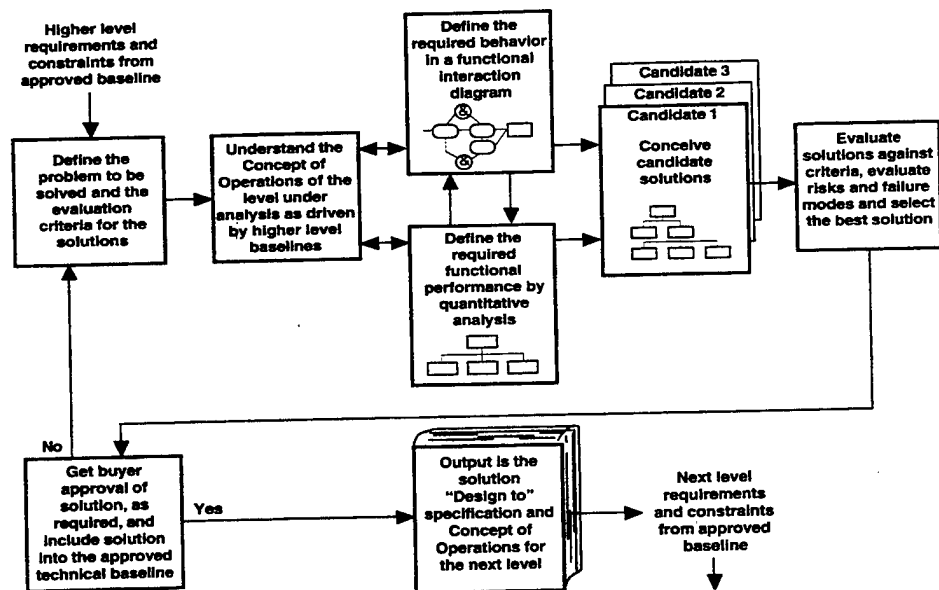 Higher level
requirements and
constraints from
approved baseline
Define the
problem to be
solved and the
evaluation
criteria for the
solutions
Understand the
Concept of
Operations of the
level under
analysis as driven
by higher level
baselines
Define the
required behavior
in a functional
interaction
diagram
&
&
Define the
required
functional
performance by
quantitative
analysis
Candidate 3
Candidate 2
Candidate 1
Conceive
candidate
solutions
Evaluate
solutions against
criteria, evaluate
risks and failure
modes and select
the best solution
No
Get buyer
approval of
solution, as
required, and
include solution
into the approved
technical baseline
Yes
Output is the
solution
“Design to”
specification and
Concept of
Operations for
the next level
Next level
requirements
and constraints
from approved
baseline